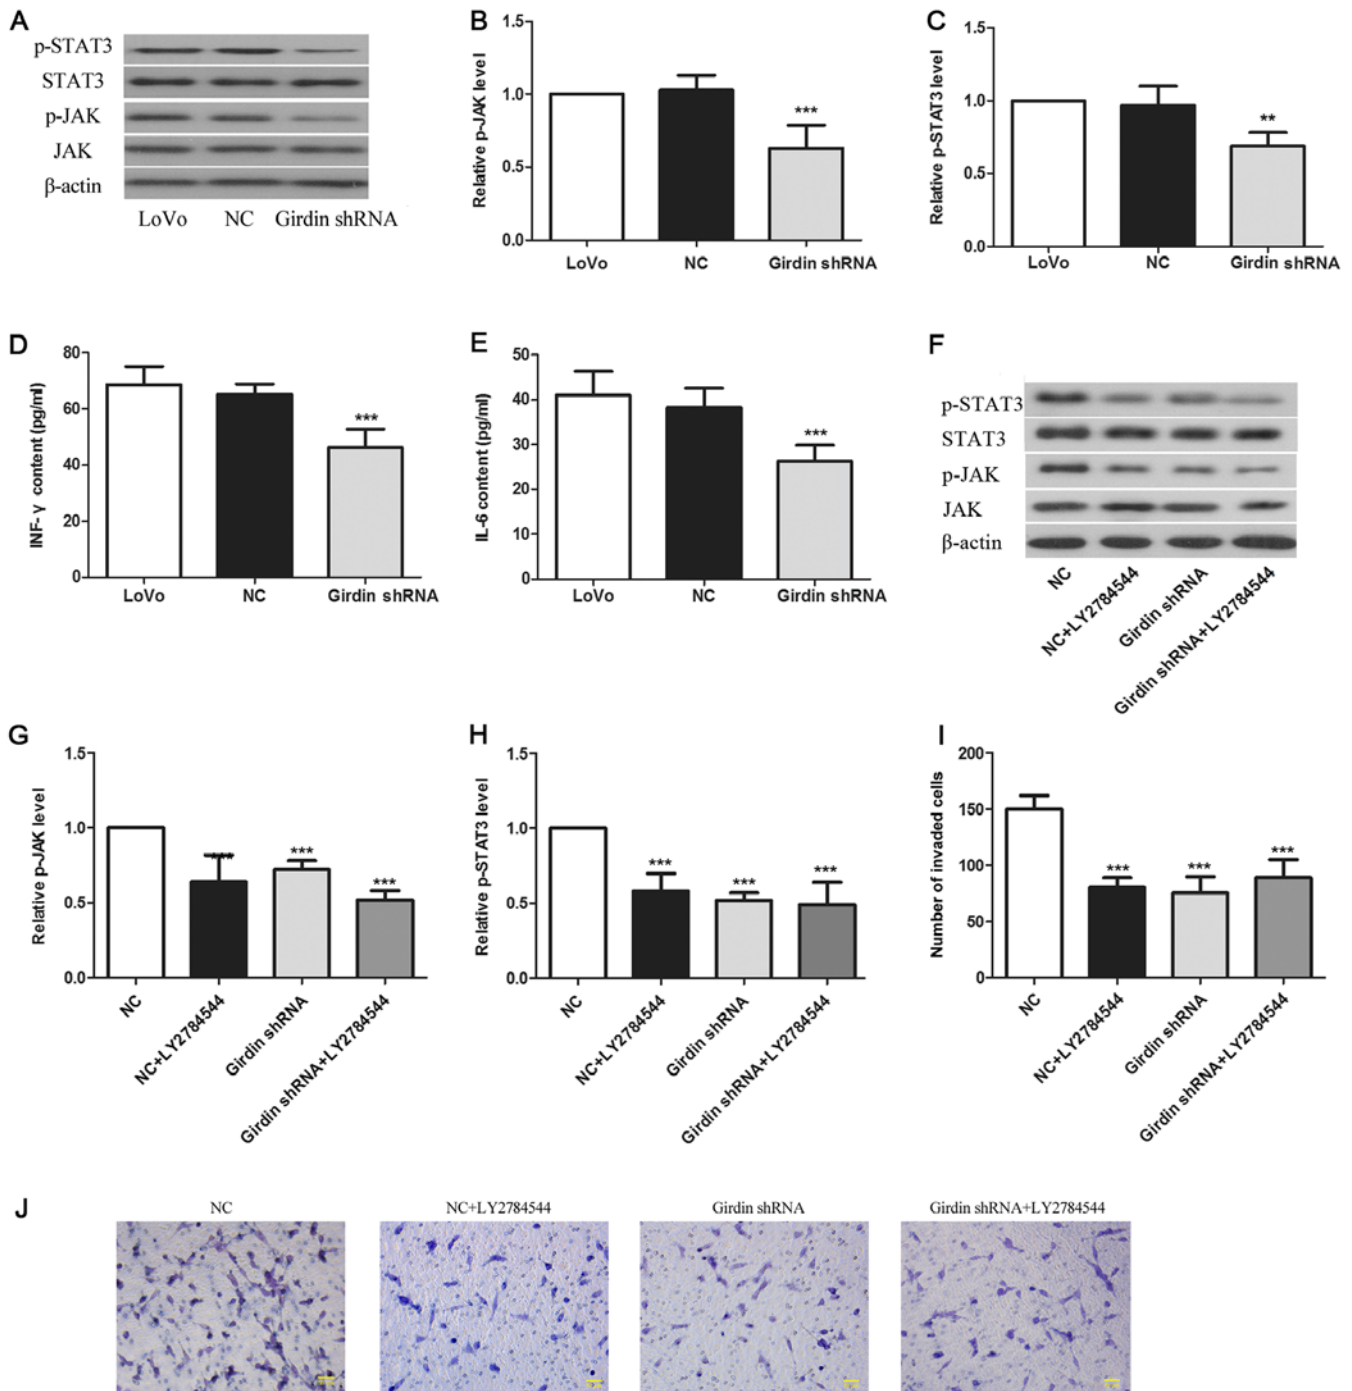 A
p-STAT3
STAT3
p-JAK
JAK
β-actin
LoVo NC Girdin shRNA
B
Relative p-JAK level
1.5
1.0
0.5
0.0
***
LoVo NC Girdin shRNA
C
Relative p-STAT3 level
1.5
1.0
0.5
0.0
**
LoVo NC Girdin shRNA
D
INF- γ content (pg/ml)
80
60
40
20
0
***
LoVo NC Girdin shRNA
E
IL-6 content (pg/ml)
50
40
30
20
10
0
***
LoVo NC Girdin shRNA
F
p-STAT3
STAT3
p-JAK
JAK
β-actin
NC
NC+LY2784544
Girdin shRNA
Girdin shRNA+LY2784544
G
Relative p-JAK level
1.5
1.0
0.5
0.0
***
***
***
NC
NC+LY2784544
Girdin shRNA
Girdin shRNA+LY2784544
H
Relative p-STAT3 level
1.5
1.0
0.5
0.0
***
***
***
NC
NC+LY2784544
Girdin shRNA
Girdin shRNA+LY2784544
I
Number of invaded cells
200
150
100
50
0
***
***
***
NC
NC+LY2784544
Girdin shRNA
Girdin shRNA+LY2784544
J
NC NC+LY2784544 Girdin shRNA Girdin shRNA+LY2784544